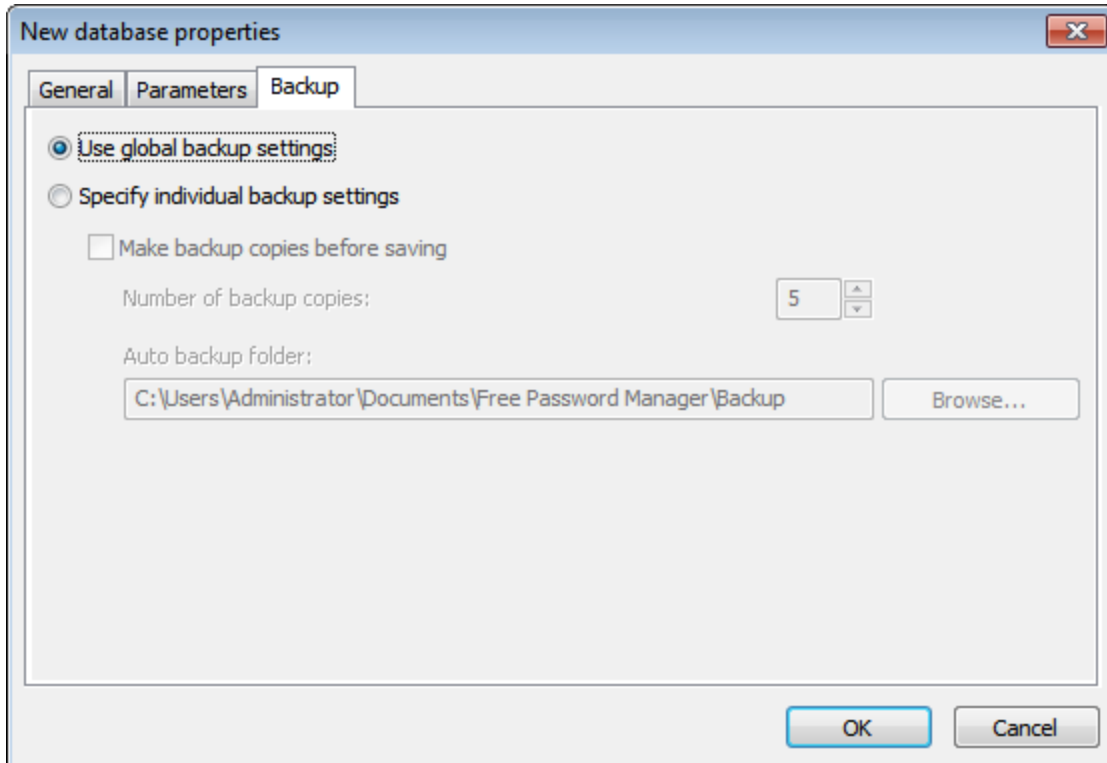 New database properties
General Parameters Backup
Use global backup settings
Specify individual backup settings
Make backup copies before saving
Number of backup copies: 5
Auto backup folder:
C:\Users\Administrator\Documents\Free Password Manager\Backup Browse...
OK Cancel